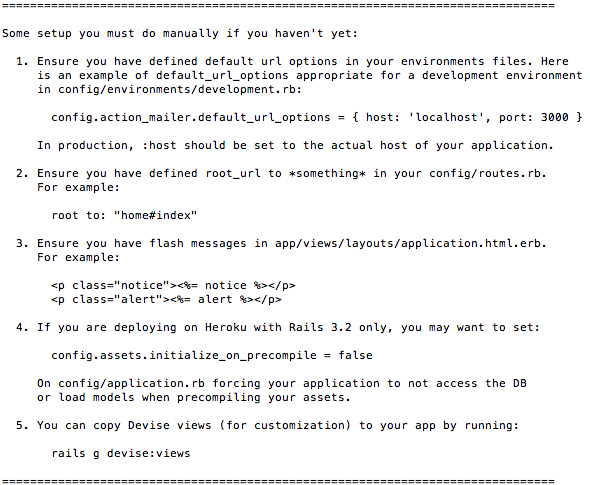 ===============================================================================
Some setup you must do manually if you haven't yet:
1. Ensure you have defined default url options in your environments files. Here
is an example of default_url_options appropriate for a development environment
in config/environments/development.rb:
config.action_mailer.default_url_options = { host: 'localhost', port: 3000 }
In production, :host should be set to the actual host of your application.
2. Ensure you have defined root_url to *something* in your config/routes.rb.
For example:
root to: "home#index"
3. Ensure you have flash messages in app/views/layouts/application.html.erb.
For example:
<p class="notice"><%= notice %></p>
<p class="alert"><%= alert %></p>
4. If you are deploying on Heroku with Rails 3.2 only, you may want to set:
config.assets.initialize_on_precompile = false
On config/application.rb forcing your application to not access the DB
or load models when precompiling your assets.
5. You can copy Devise views (for customization) to your app by running:
rails g devise:views
===============================================================================